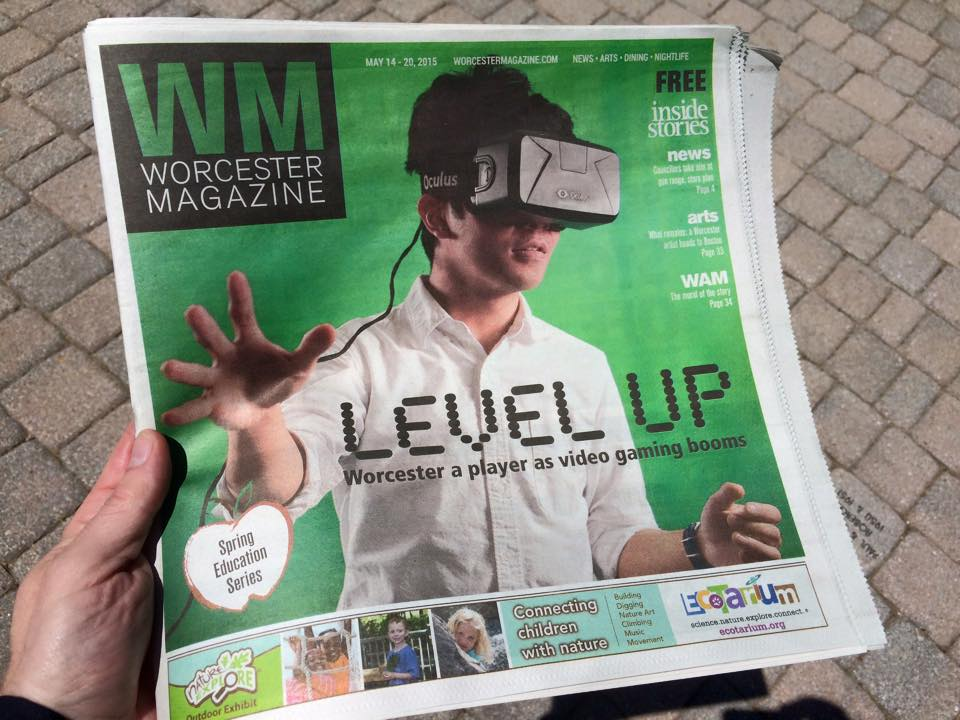 WM
WORCESTER
MAGAZINE
MAY 14 - 20, 2015 WORCESTERMAGAZINE.COM NEWS • ARTS • DINING • NIGHTLIFE
FREE
inside
stories
news
Councilors take aim at
gun range, store plan
Page 4
arts
What remains: a Worcester
artist heads to Boston
Page 33
WAM
The moral of the story
Page 34
Oculus
LEVEL UP
Worcester a player as video gaming booms
Spring
Education
Series
NATURE
EXPLORE
Outdoor Exhibit
Connecting
children
with nature
Building
Digging
Nature Art
Climbing
Music
Movement
ECOTARIUM
science.nature.explore.connect.
ecotarium.org